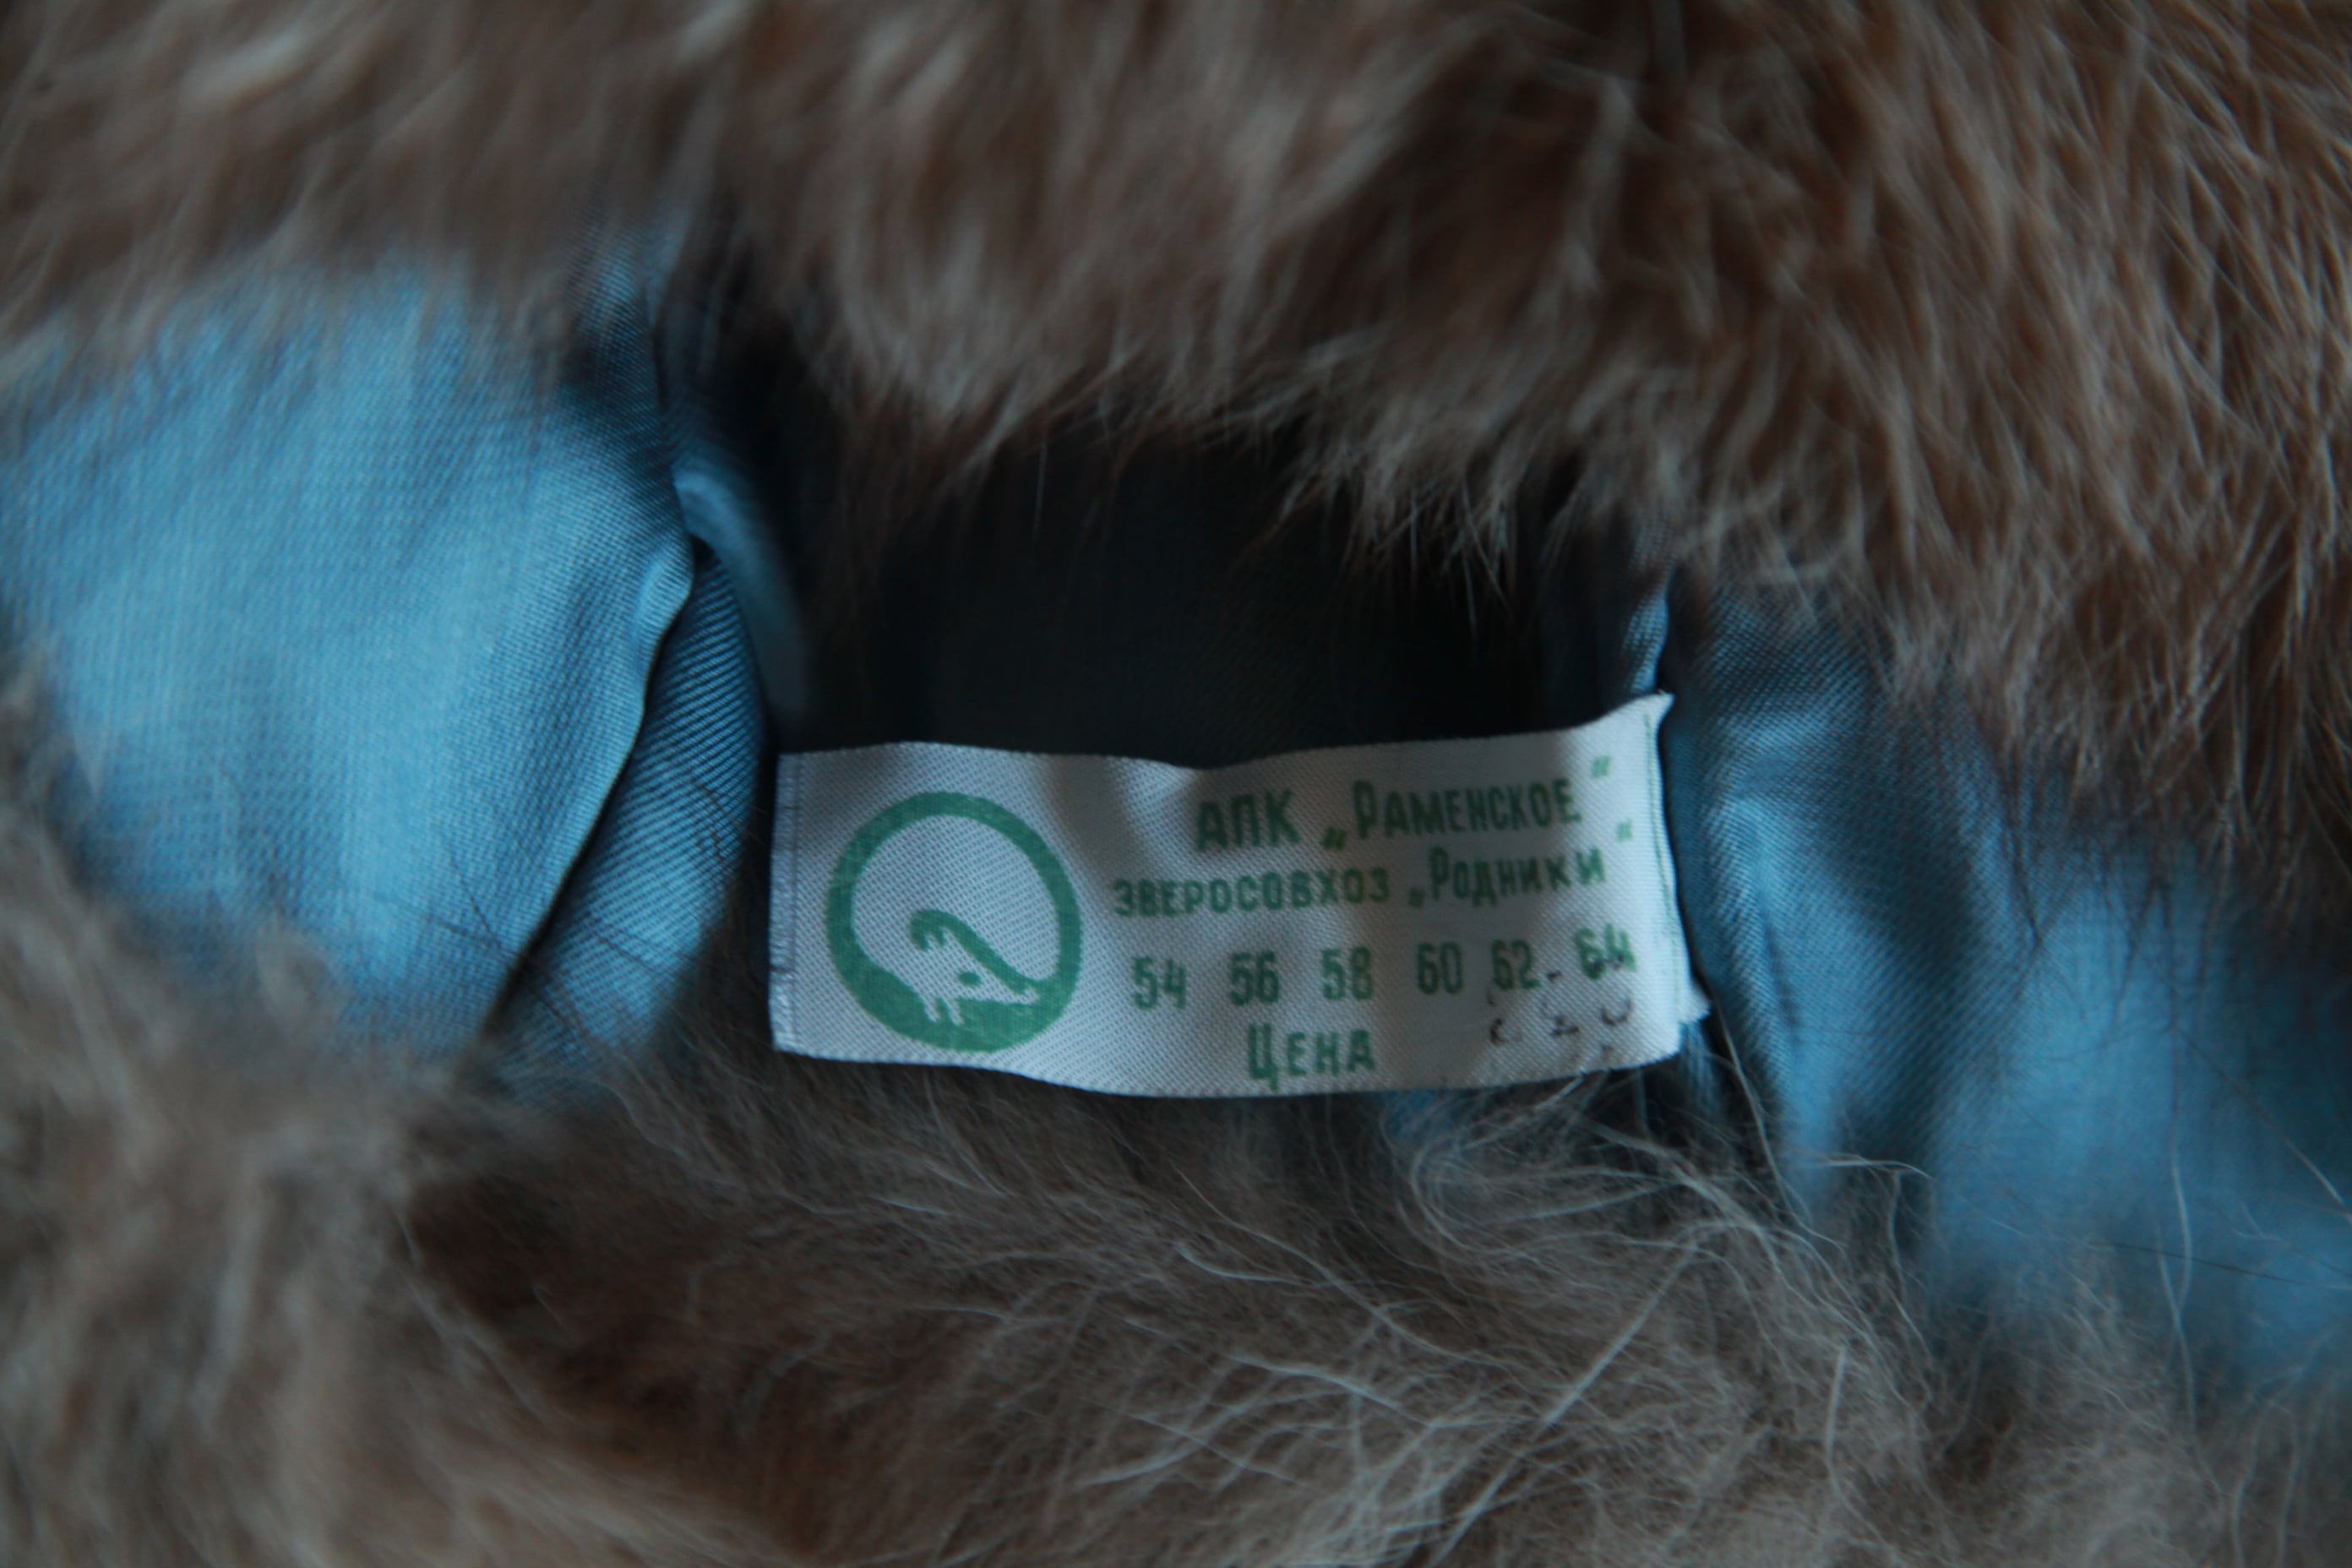 АПК „Раменское“
зверосовхоз „Родники“
54 56 58 60 62 64
Цена